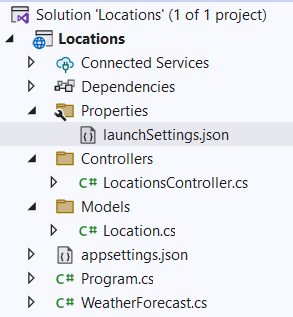 Solution 'Locations' (1 of 1 project)
Locations
Connected Services
Dependencies
Properties
launchSettings.json
Controllers
C# LocationsController.cs
Models
C# Location.cs
appsettings.json
C# Program.cs
C# WeatherForecast.cs